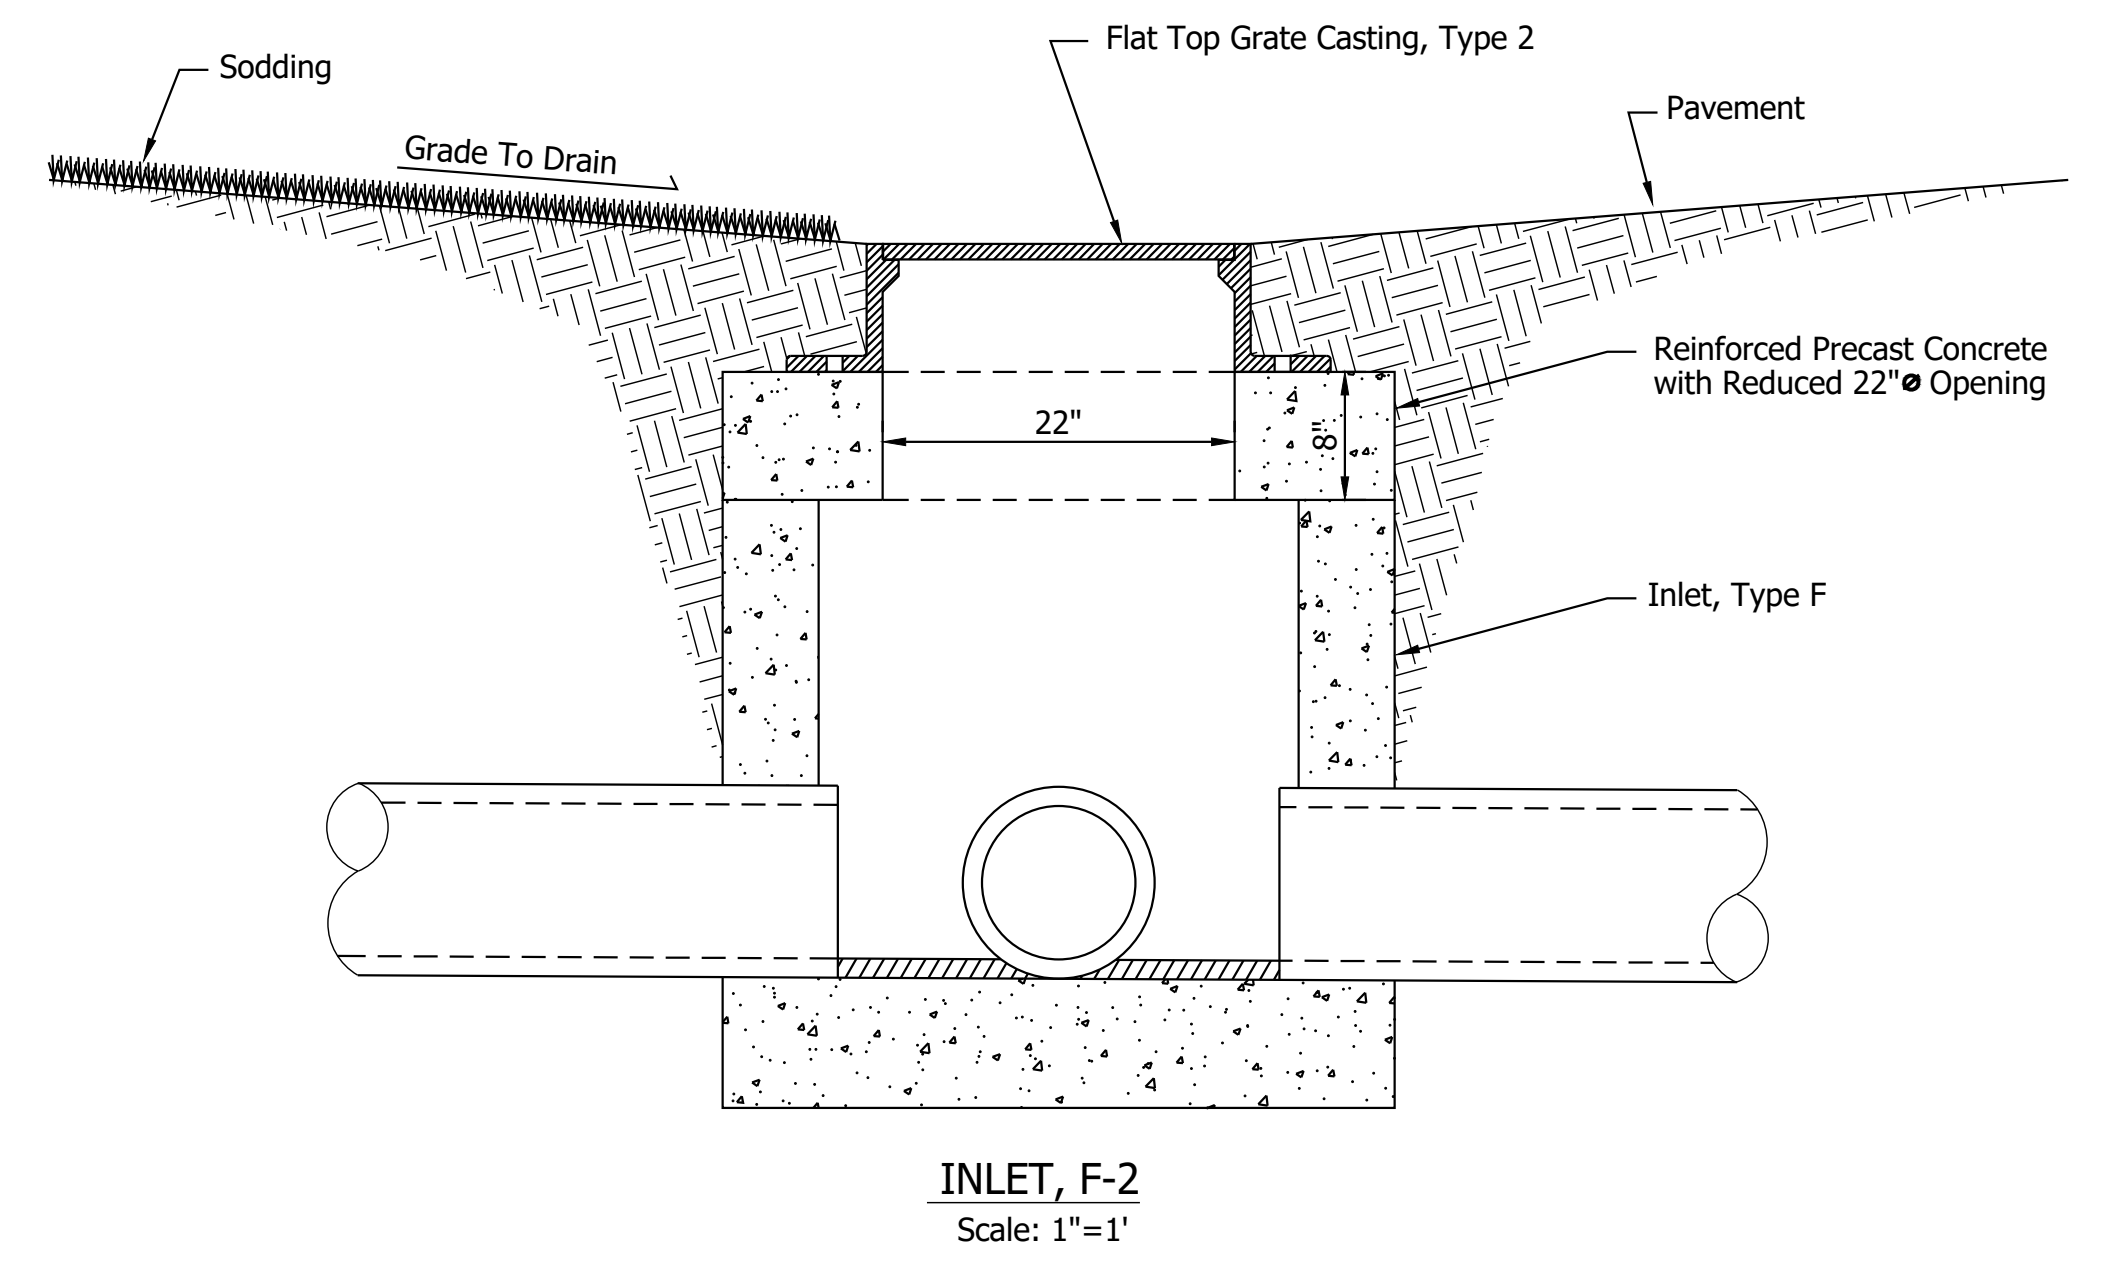 Flat Top Grate Casting, Type 2
Sodding
Pavement
Grade To Drain
Reinforced Precast Concrete
with Reduced 22"ø Opening
22"
8"
Inlet, Type F
INLET, F-2
Scale: 1"=1'